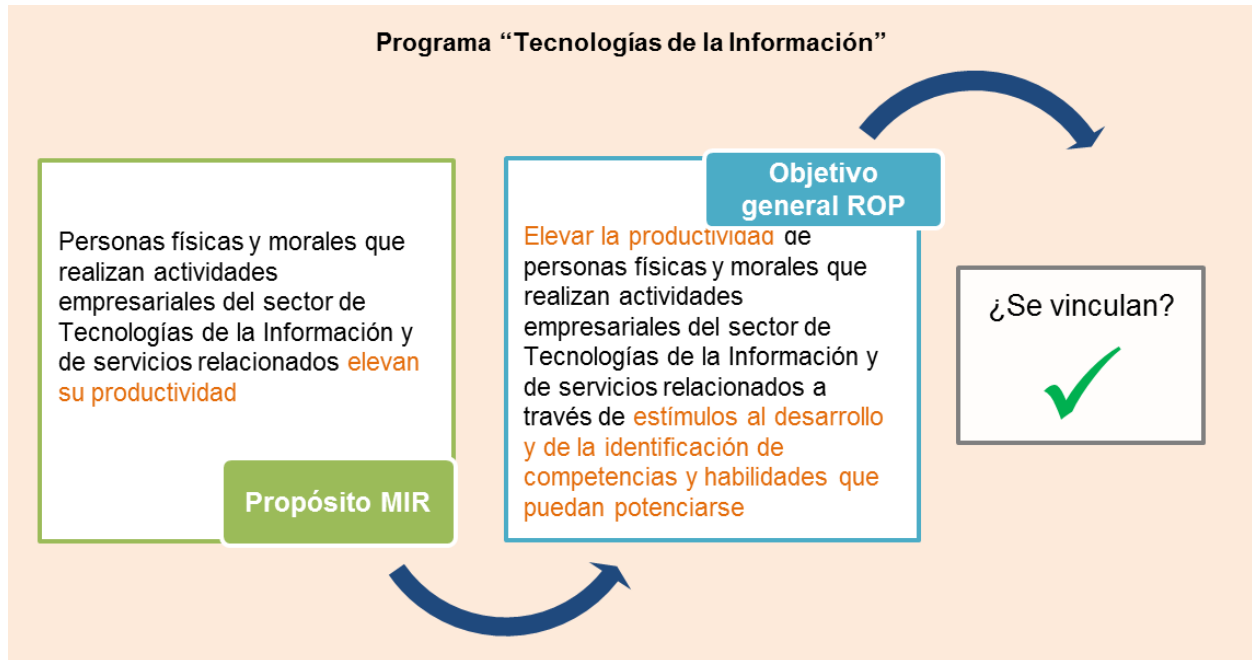 Programa “Tecnologías de la Información”
Personas físicas y morales que
realizan actividades
empresariales del sector de
Tecnologías de la Información y
de servicios relacionados elevan
su productividad
Propósito MIR
Objetivo
general ROP
Elevar la productividad de
personas físicas y morales que
realizan actividades
empresariales del sector de
Tecnologías de la Información y
de servicios relacionados a
través de estímulos al desarrollo
y de la identificación de
competencias y habilidades que
puedan potenciarse
¿Se vinculan?